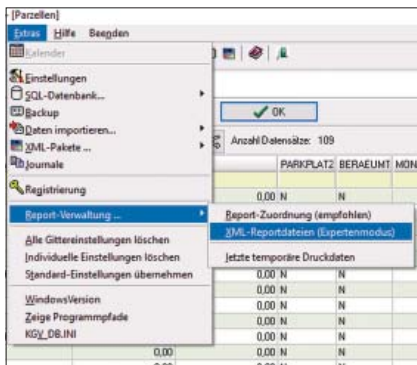 - [Parzellen]
Extras Hilfe Beenden
Kalender
Einstellungen
SQL-Datenbank...
Backup
Daten importieren...
XML-Pakete ...
Journale
Registrierung
Report-Verwaltung ...
Alle Gittereinstellungen löschen
Individuelle Einstellungen löschen
Standard-Einstellungen übernehmen
WindowsVersion
Zeige Programmpfade
KGV_DB.INI
OK
Anzahl Datensätze: 109
PARKPLATZ BERAEUMT MON
0,00 N N
Report-Zuordnung (empfohlen)
XML-Reportdateien (Expertenmodus)
letzte temporäre Druckdaten
0,00 N N
0,00 N N
0,00 N N
0,00 N N
0,00 N N
0,00 N N
0,00 0,00 N N